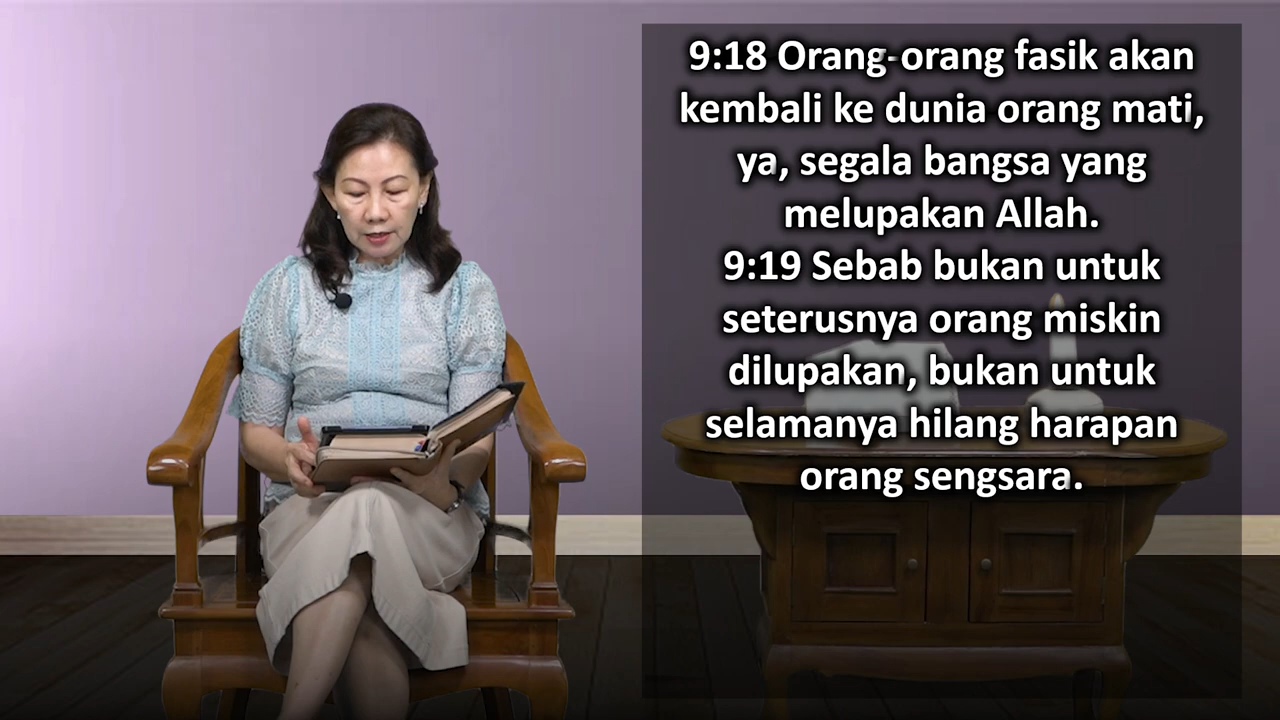 9:18 Orang-orang fasik akan
kembali ke dunia orang mati,
ya, segala bangsa yang
melupakan Allah.
9:19 Sebab bukan untuk
seterusnya orang miskin
dilupakan, bukan untuk
selamanya hilang harapan
orang sengsara.